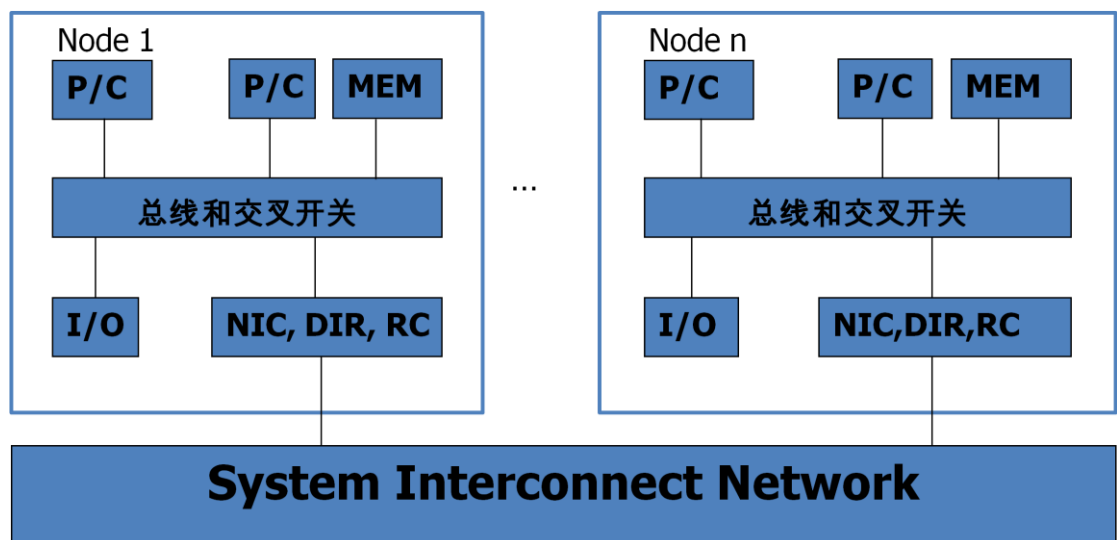 Node 1
P/C
P/C
MEM
总线和交叉开关
I/O
NIC, DIR, RC
...
Node n
P/C
P/C
MEM
总线和交叉开关
I/O
NIC,DIR,RC
System Interconnect Network